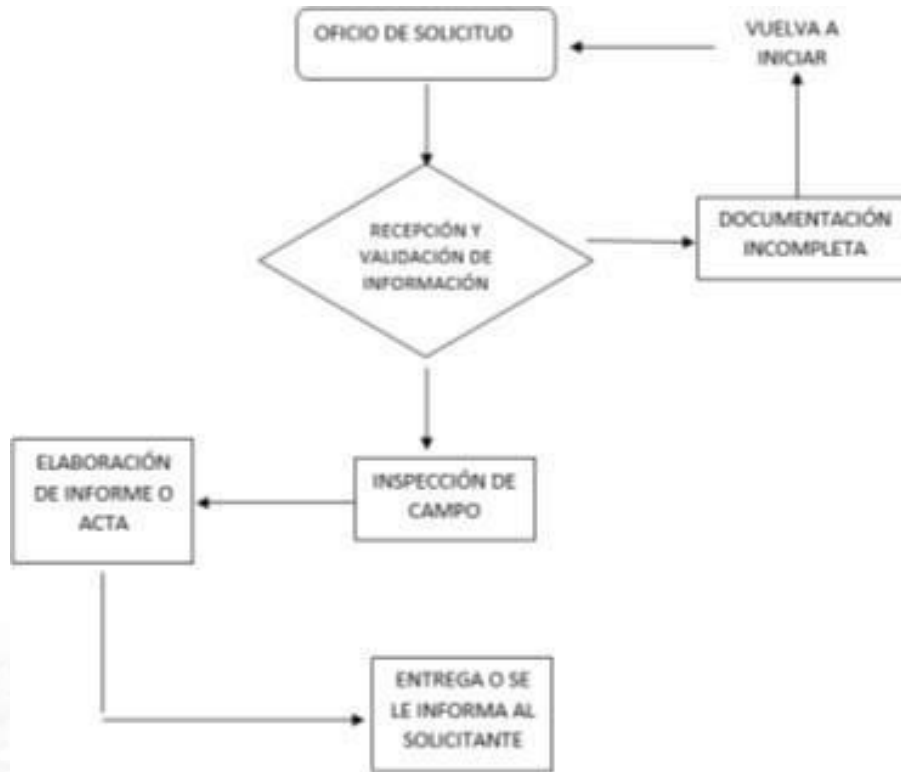 OFICIO DE SOLICITUD
VUELVA A
INICIAR
RECEPCIÓN Y
VALIDACIÓN DE
INFORMACIÓN
DOCUMENTACIÓN
INCOMPLETA
ELABORACIÓN
DE INFORME O
ACTA
INSPECCIÓN DE
CAMPO
ENTREGA O SE
LE INFORMA AL
SOLICITANTE